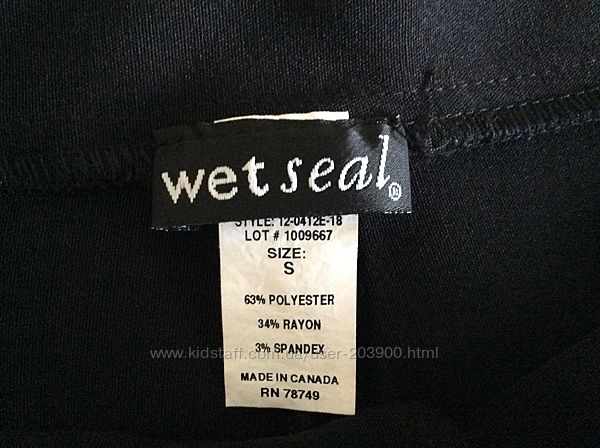 wet seal®
STYLE: 12-0412E-18
LOT # 1009667
SIZE:
S
63% POLYESTER
34% RAYON
3% SPANDEX
www.kidstaff.com.ua/user-203900.html
MADE IN CANADA
RN 78749